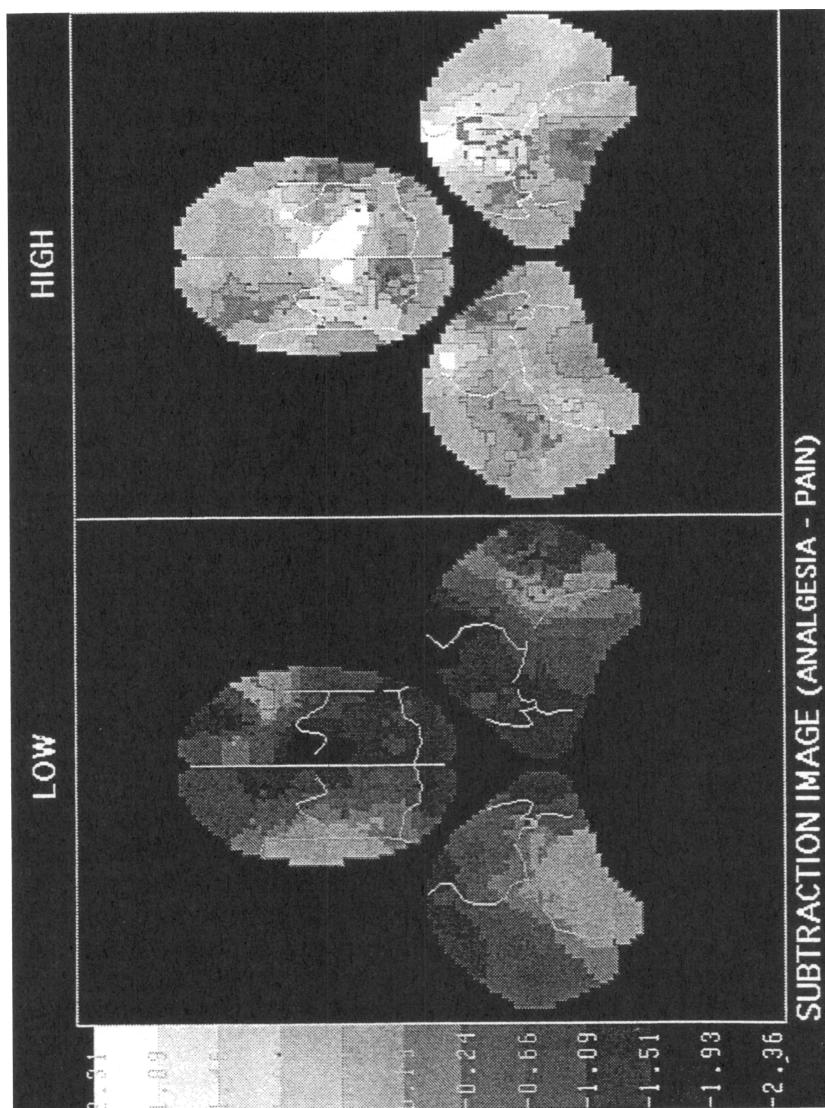 LOW
HIGH
-0.24
-0.66
-1.09
-1.51
-1.93
-2.36
SUBTRACTION IMAGE (ANALGESIA - PAIN)